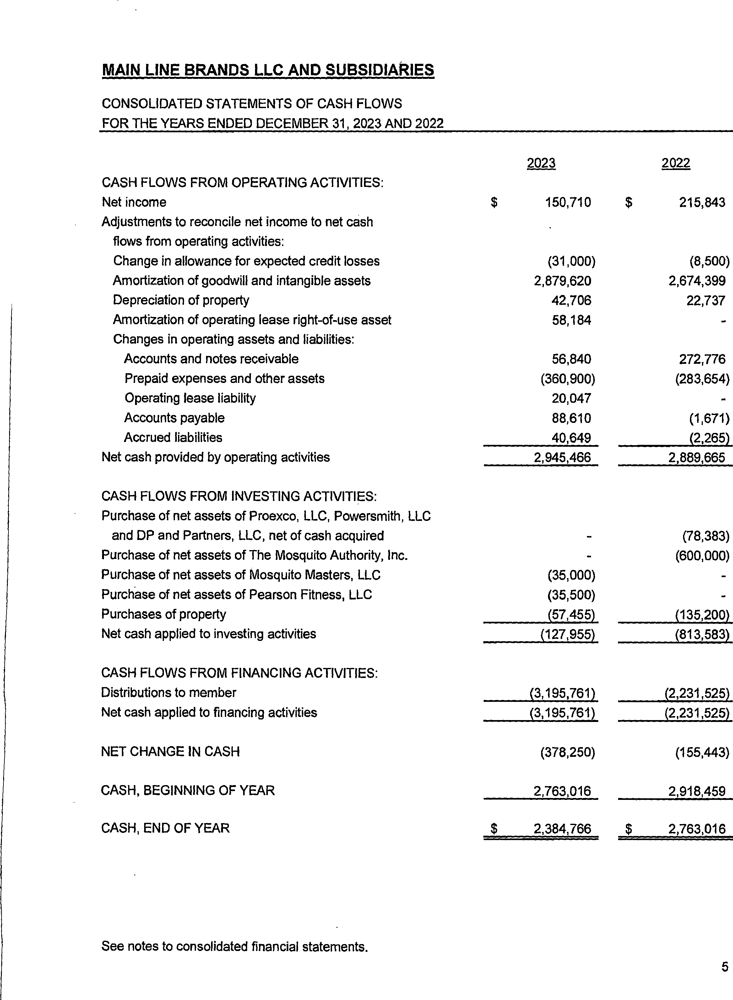 MAIN LINE BRANDS LLC AND SUBSIDIARIES
CONSOLIDATED STATEMENTS OF CASH FLOWS
FOR THE YEARS ENDED DECEMBER 31, 2023 AND 2022
2023 2022
CASH FLOWS FROM OPERATING ACTIVITIES:
Net income $ 150,710 $ 215,843
Adjustments to reconcile net income to net cash
flows from operating activities:
Change in allowance for expected credit losses (31,000) (8,500)
Amortization of goodwill and intangible assets 2,879,620 2,674,399
Depreciation of property 42,706 22,737
Amortization of operating lease right-of-use asset 58,184 -
Changes in operating assets and liabilities:
Accounts and notes receivable 56,840 272,776
Prepaid expenses and other assets (360,900) (283,654)
Operating lease liability 20,047 -
Accounts payable 88,610 (1,671)
Accrued liabilities 40,649 (2,265)
Net cash provided by operating activities 2,945,466 2,889,665
CASH FLOWS FROM INVESTING ACTIVITIES:
Purchase of net assets of Proexco, LLC, Powersmith, LLC
and DP and Partners, LLC, net of cash acquired - (78,383)
Purchase of net assets of The Mosquito Authority, Inc. - (600,000)
Purchase of net assets of Mosquito Masters, LLC (35,000) -
Purchase of net assets of Pearson Fitness, LLC (35,500) -
Purchases of property (57,455) (135,200)
Net cash applied to investing activities (127,955) (813,583)
CASH FLOWS FROM FINANCING ACTIVITIES:
Distributions to member (3,195,761) (2,231,525)
Net cash applied to financing activities (3,195,761) (2,231,525)
NET CHANGE IN CASH (378,250) (155,443)
CASH, BEGINNING OF YEAR 2,763,016 2,918,459
CASH, END OF YEAR $ 2,384,766 $ 2,763,016
See notes to consolidated financial statements.
5